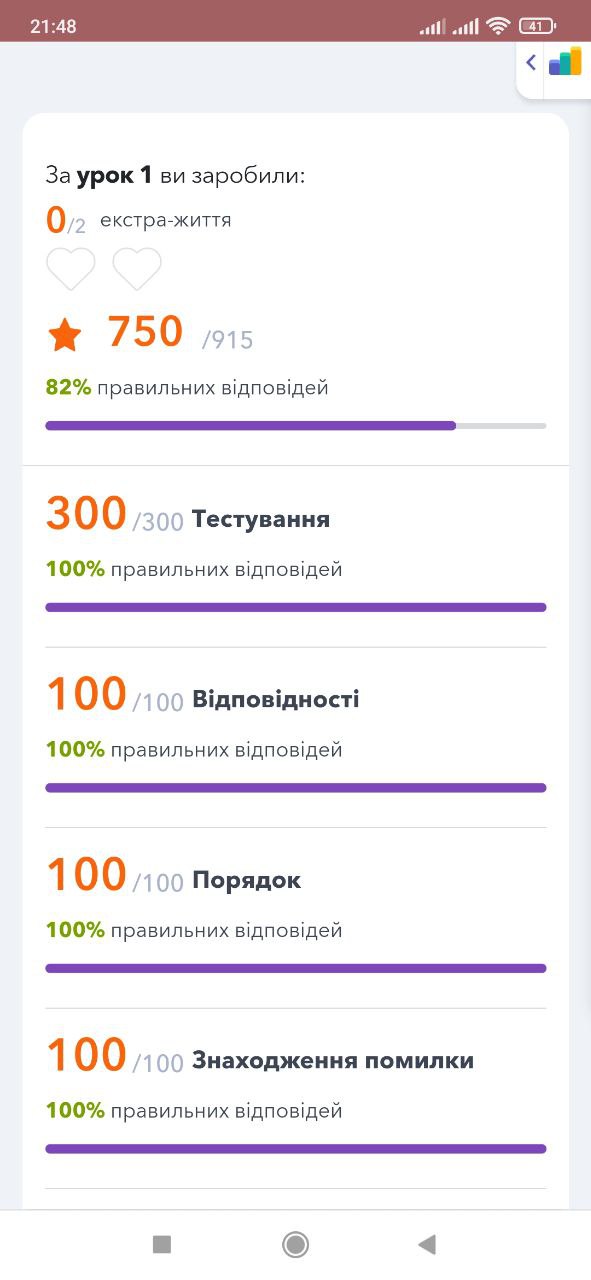 21:48
41
За урок 1 ви заробили:
0/2 екстра-життя
750 /915
82% правильних відповідей
300/300 Тестування
100% правильних відповідей
100/100 Відповідності
100% правильних відповідей
100/100 Порядок
100% правильних відповідей
100/100 Знаходження помилки
100% правильних відповідей